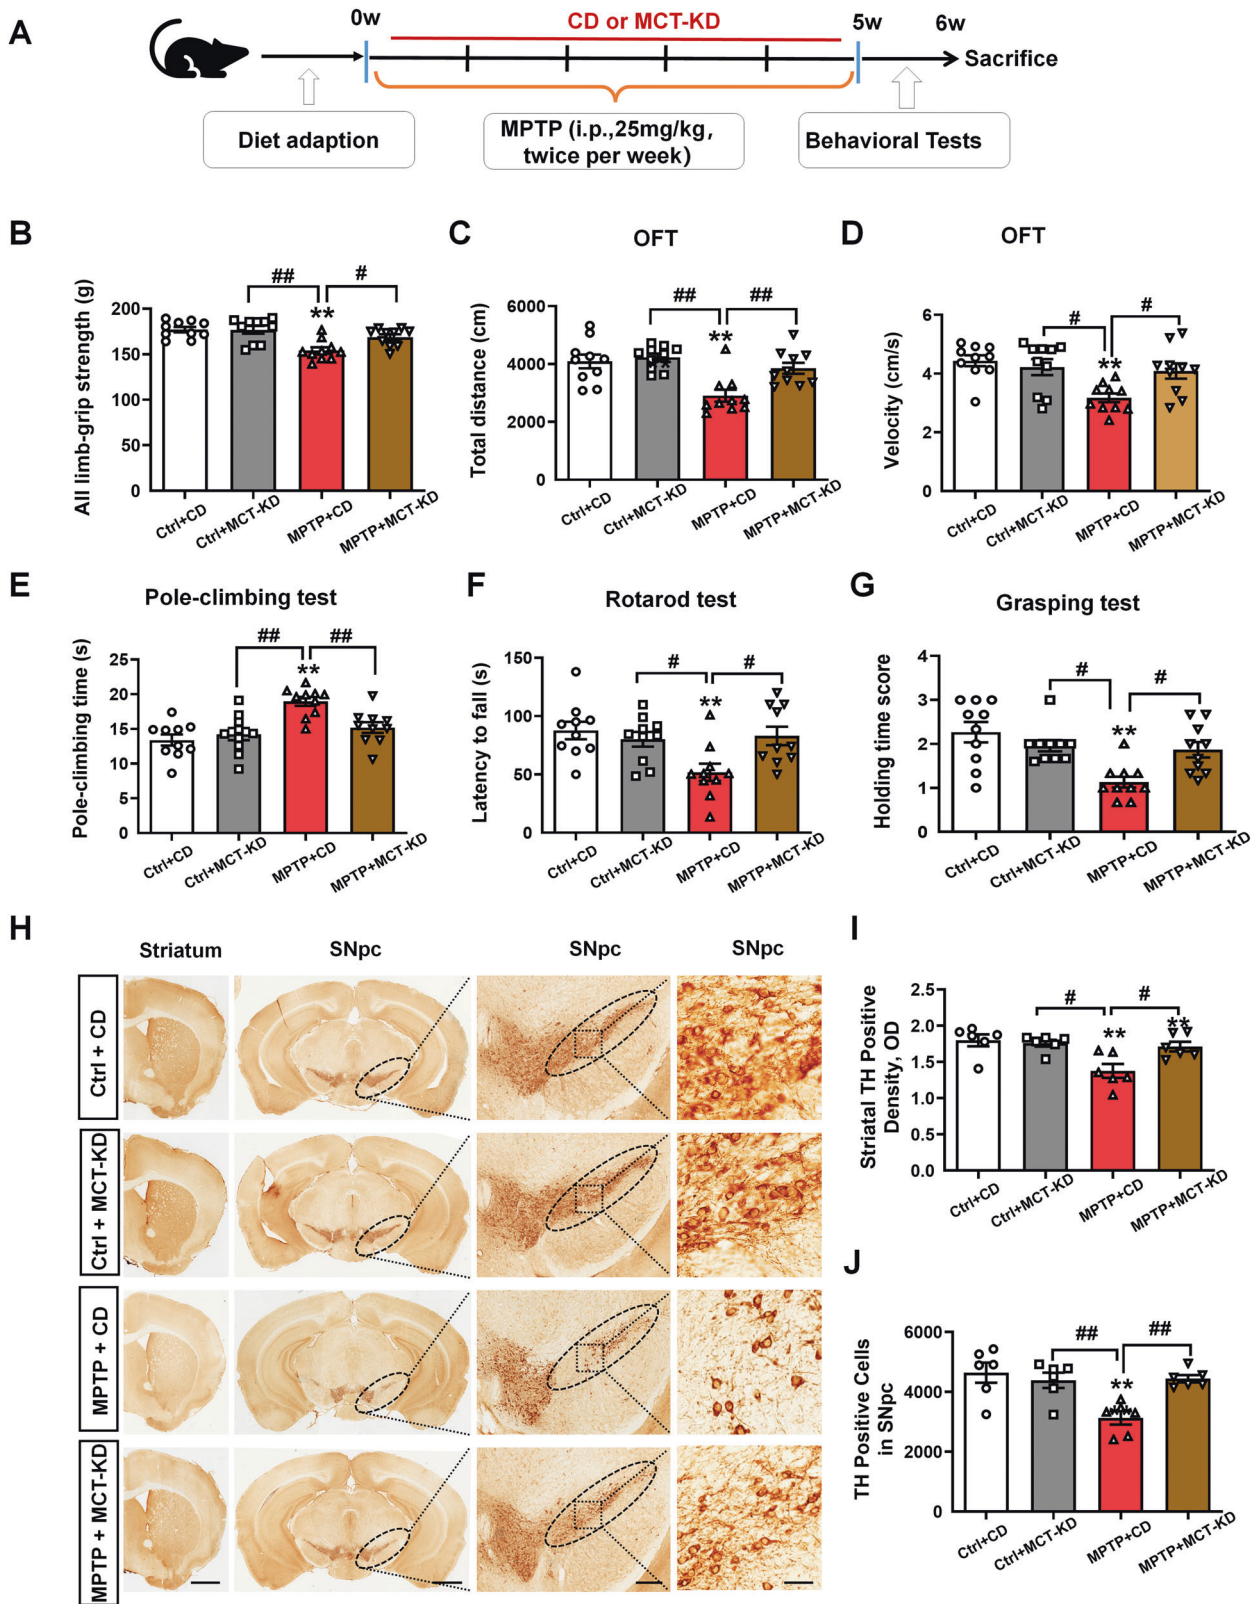 A
0w
CD or MCT-KD
5w
6w
Sacrifice
Diet adaption
MPTP (i.p.,25mg/kg,
twice per week)
Behavioral Tests
B
All limb-grip strength (g)
200
150
100
50
0
##
#
**
Ctrl+CD
Ctrl+MCT-KD
MPTP+CD
MPTP+MCT-KD
C
OFT
Total distance (cm)
6000
4000
2000
0
##
##
**
Ctrl+CD
Ctrl+MCT-KD
MPTP+CD
MPTP+MCT-KD
D
OFT
Velocity (cm/s)
6
4
2
0
#
#
**
Ctrl+CD
Ctrl+MCT-KD
MPTP+CD
MPTP+MCT-KD
E
Pole-climbing test
Pole-climbing time (s)
25
20
15
10
5
0
##
##
**
Ctrl+CD
Ctrl+MCT-KD
MPTP+CD
MPTP+MCT-KD
F
Rotarod test
Latency to fall (s)
150
100
50
0
#
#
**
Ctrl+CD
Ctrl+MCT-KD
MPTP+CD
MPTP+MCT-KD
G
Grasping test
Holding time score
4
3
2
1
0
#
#
**
Ctrl+CD
Ctrl+MCT-KD
MPTP+CD
MPTP+MCT-KD
H
Striatum
SNpc
SNpc
SNpc
Ctrl + CD
Ctrl + MCT-KD
MPTP + CD
MPTP + MCT-KD
I
Striatal TH Positive
Density, OD
2.5
2.0
1.5
1.0
0.5
0.0
#
#
**
**
Ctrl+CD
Ctrl+MCT-KD
MPTP+CD
MPTP+MCT-KD
J
TH Positive Cells
in SNpc
6000
4000
2000
0
##
##
**
Ctrl+CD
Ctrl+MCT-KD
MPTP+CD
MPTP+MCT-KD